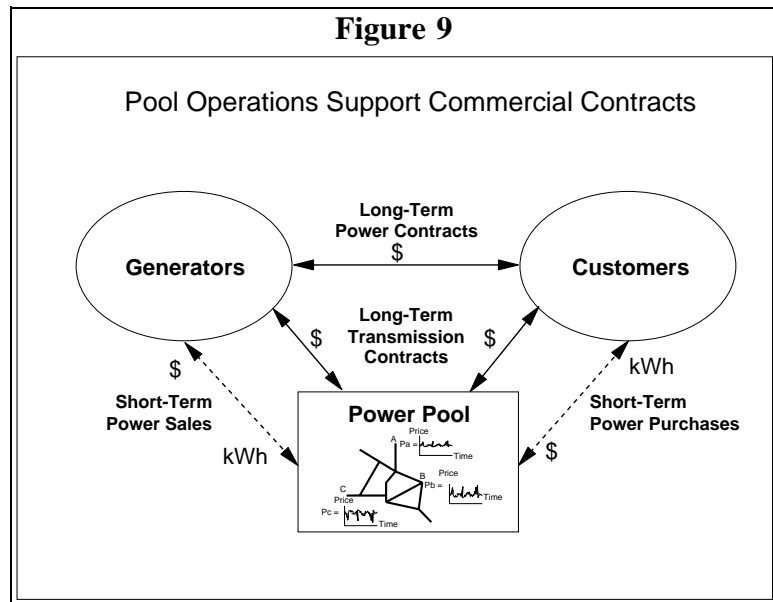 Figure 9
Pool Operations Support Commercial Contracts
Long-Term
Power Contracts
$
Generators
Customers
Long-Term
Transmission
Contracts
$
$
$
Short-Term
Power Sales
kWh
kWh
Short-Term
Power Purchases
$
Power Pool
Price
A
Pa =
Time
B
Price
Pb =
Time
C
Price
Pc =
Time